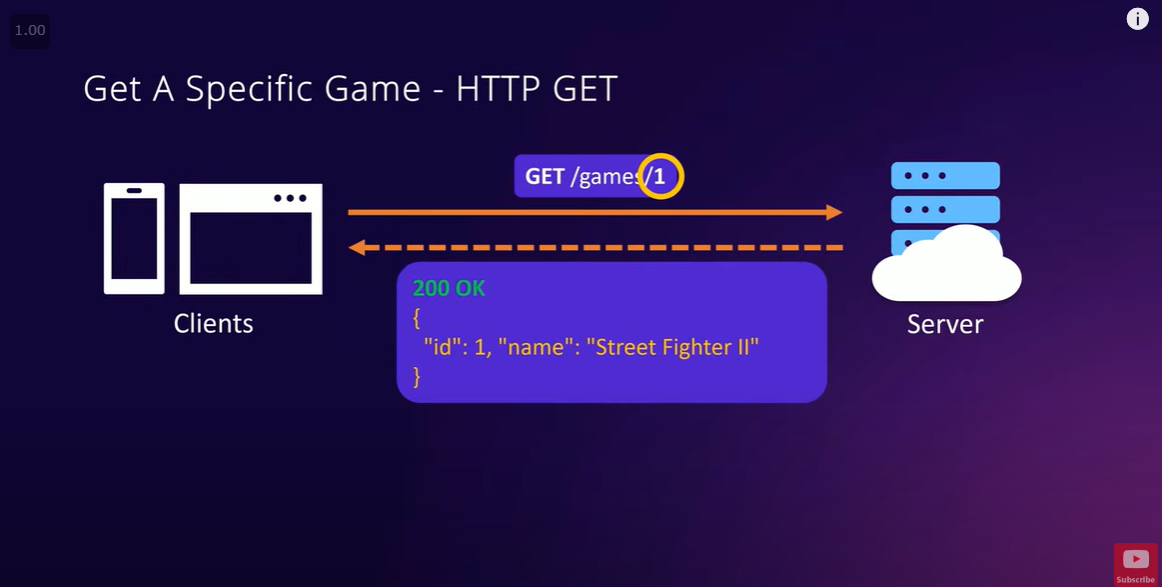 1.00
i
Get A Specific Game - HTTP GET
GET /games/1
200 OK
{
"id": 1, "name": "Street Fighter II"
}
Clients
Server
Subscribe